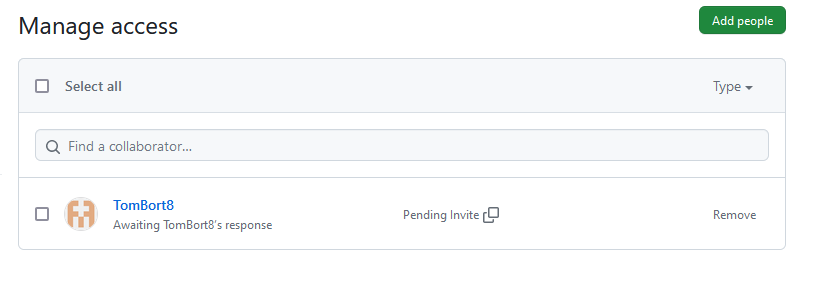 Manage access
Add people
Select all
Type
Find a collaborator...
TomBort8
Awaiting TomBort8's response
Pending Invite
Remove